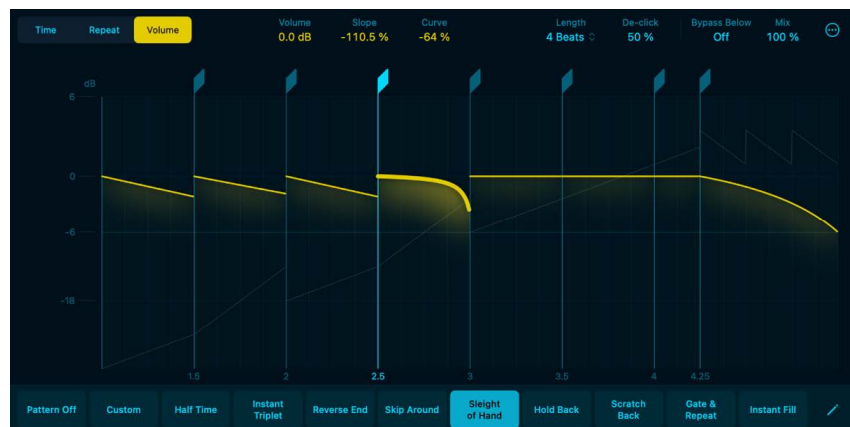 Time Repeat Volume
Volume Slope Curve Length De-click Bypass Below Mix
0.0 dB -110.5 % -64 % 4 Beats 50 % Off 100 %
dB
6
0
-6
-18
1.5 2 2.5 3 3.5 4 4.25
Pattern Off Custom Half Time Instant Triplet Reverse End Skip Around Sleight of Hand Hold Back Scratch Back Gate & Repeat Instant Fill